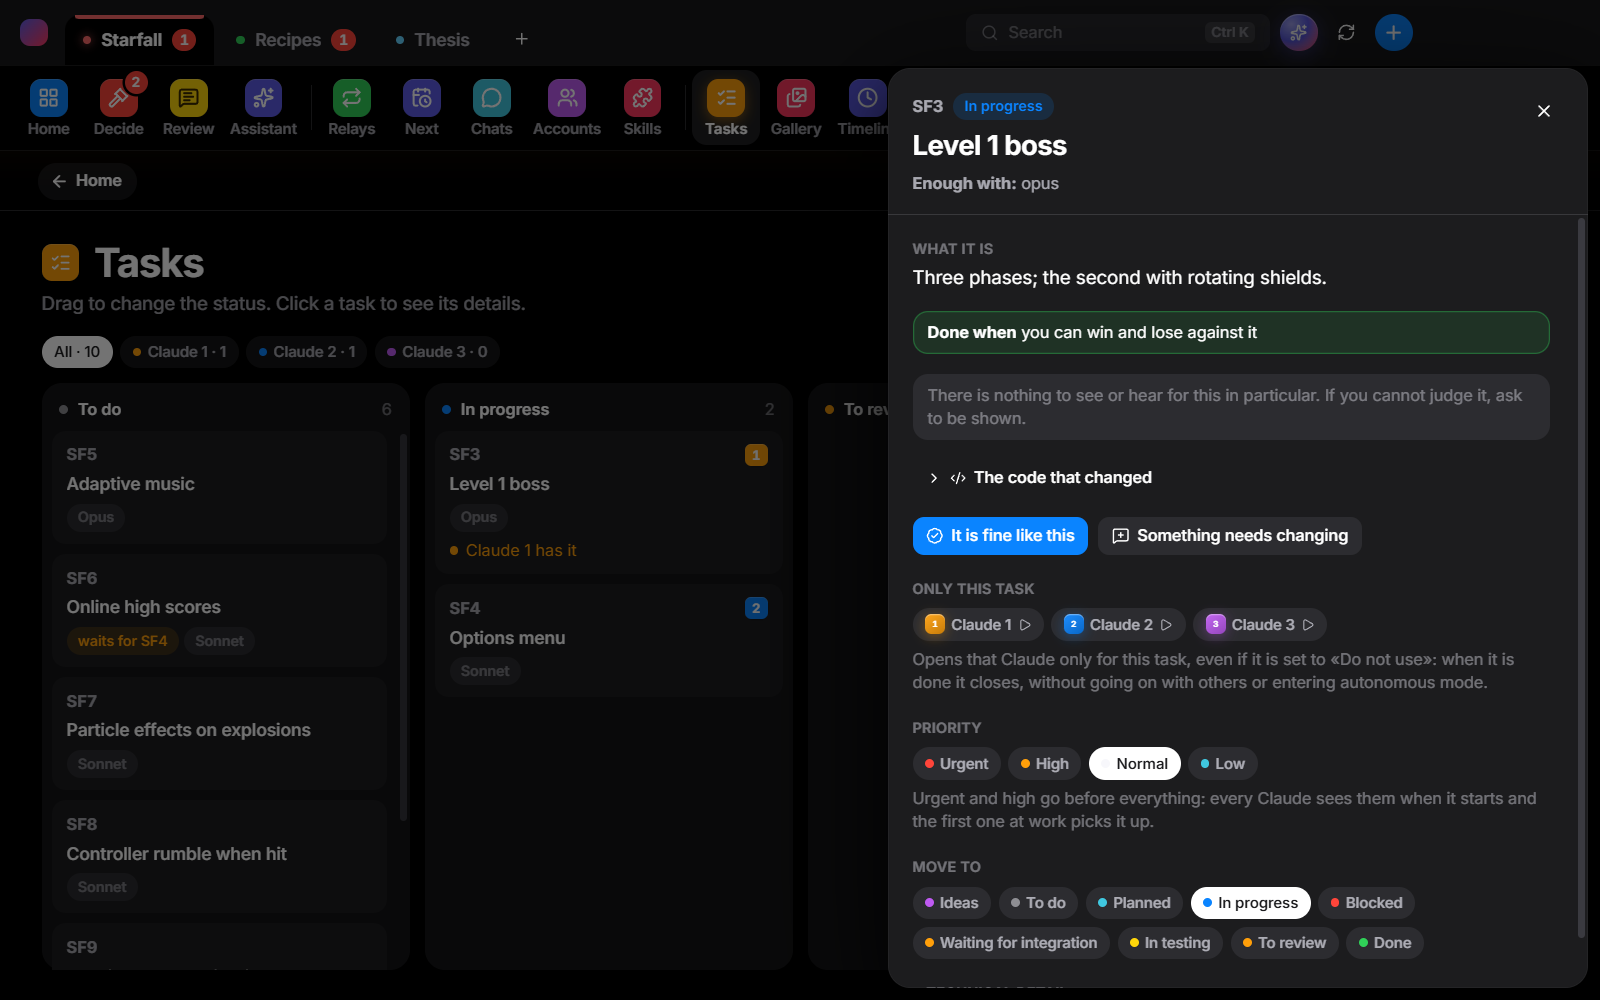 Starfall 1
Recipes 1
Thesis
+
Search Ctrl K
Home
Decide 2
Review
Assistant
Relays
Next
Chats
Accounts
Skills
Tasks
Gallery
Home
Tasks
Drag to change the status. Click a task to see its details.
All · 10
Claude 1 · 1
Claude 2 · 1
Claude 3 · 0
To do 6
SF5
Adaptive music
Opus
SF6
Online high scores
waits for SF4 Sonnet
SF7
Particle effects on explosions
Sonnet
SF8
Controller rumble when hit
Sonnet
SF9
In progress 2
SF3 1
Level 1 boss
Opus
Claude 1 has it
SF4 2
Options menu
Sonnet
SF3 In progress
Level 1 boss
Enough with: opus
WHAT IT IS
Three phases; the second with rotating shields.
Done when you can win and lose against it
There is nothing to see or hear for this in particular. If you cannot judge it, ask
to be shown.
The code that changed
It is fine like this
Something needs changing
ONLY THIS TASK
1 Claude 1
2 Claude 2
3 Claude 3
Opens that Claude only for this task, even if it is set to «Do not use»: when it is
done it closes, without going on with others or entering autonomous mode.
PRIORITY
Urgent High Normal Low
Urgent and high go before everything: every Claude sees them when it starts and
the first one at work picks it up.
MOVE TO
Ideas To do Planned In progress Blocked
Waiting for integration In testing To review Done